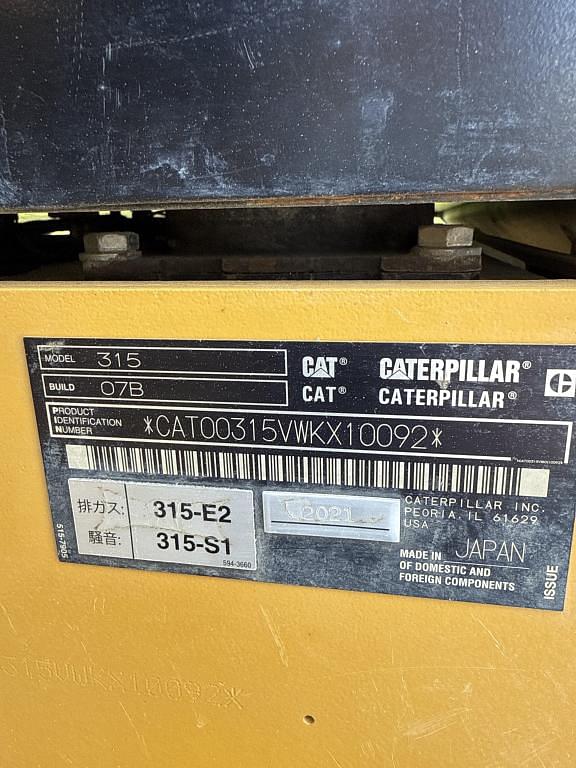 MODEL 315
CAT® CATERPILLAR®
BUILD 07B
CAT® CATERPILLAR®
PRODUCT IDENTIFICATION NUMBER *CAT00315VWKX10092*
排ガス: 315-E2
騒音: 315-S1
594-3660
2021
CATERPILLAR INC.
PEORIA, IL 61629
USA
MADE IN JAPAN
OF DOMESTIC AND
FOREIGN COMPONENTS
ISSUE
515-7905
315VWKX10092*